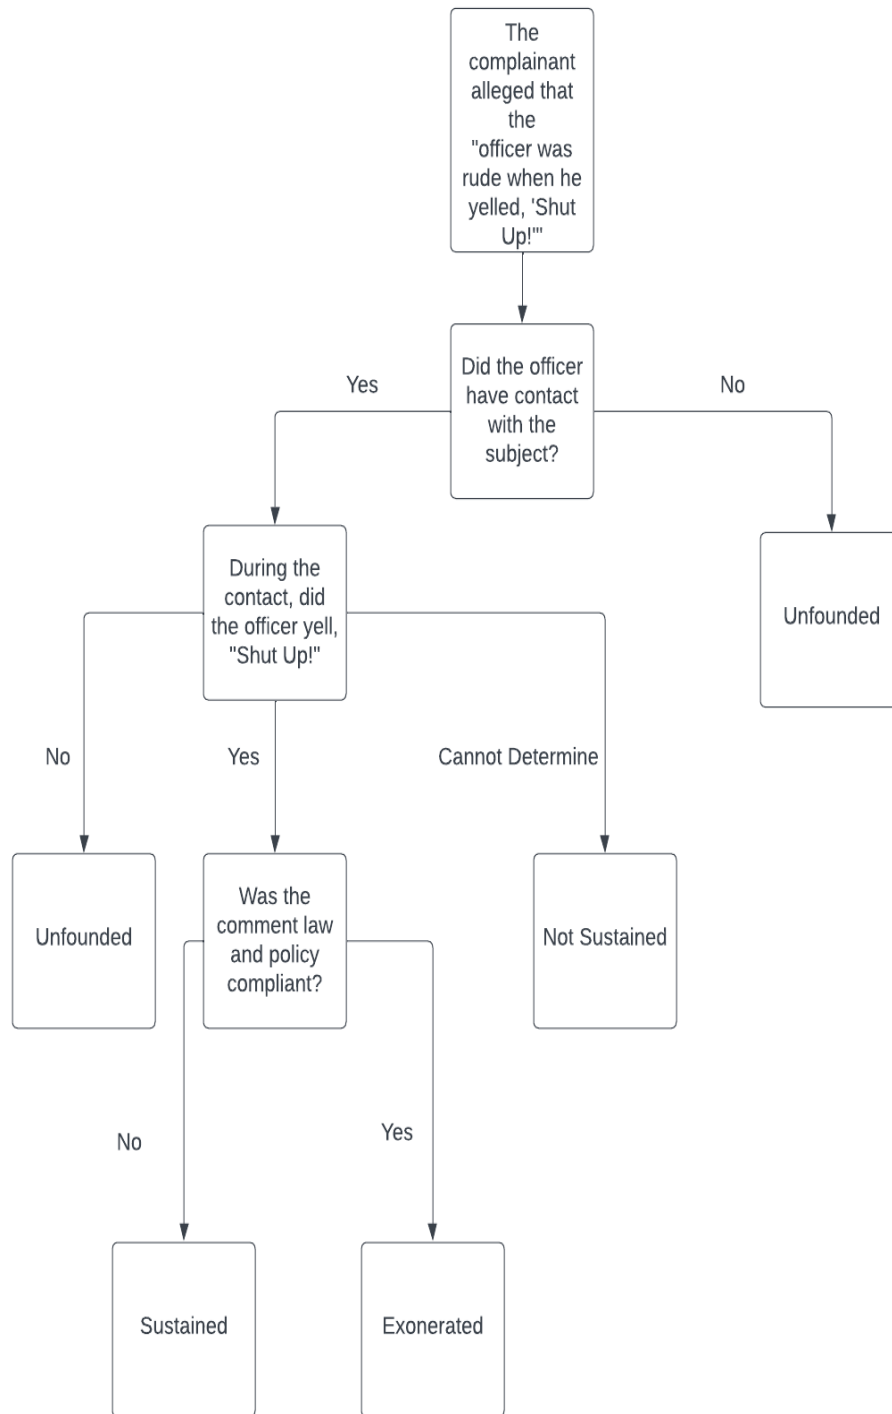 The
complainant
alleged that
the
"officer was
rude when he
yelled, 'Shut
Up!'"
Did the officer
have contact
with the
subject?
Yes
No
During the
contact, did
the officer yell,
"Shut Up!"
Unfounded
No
Yes
Cannot Determine
Unfounded
Was the
comment law
and policy
compliant?
Not Sustained
No
Yes
Sustained
Exonerated